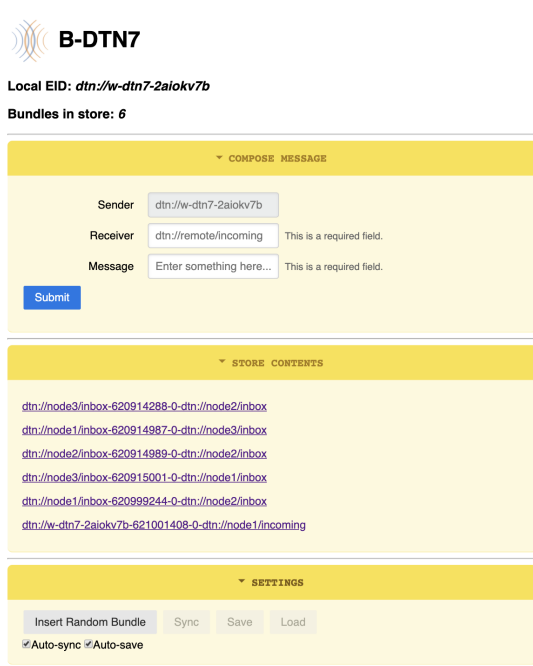 B-DTN7
Local EID: dtn://w-dtn7-2aiokv7b
Bundles in store: 6
COMPOSE MESSAGE
Sender dtn://w-dtn7-2aiokv7b
Receiver dtn://remote/incoming This is a required field.
Message Enter something here... This is a required field.
Submit
STORE CONTENTS
dtn://node3/inbox-620914288-0-dtn://node2/inbox
dtn://node1/inbox-620914987-0-dtn://node3/inbox
dtn://node2/inbox-620914989-0-dtn://node2/inbox
dtn://node3/inbox-620915001-0-dtn://node1/inbox
dtn://node1/inbox-620999244-0-dtn://node2/inbox
dtn://w-dtn7-2aiokv7b-621001408-0-dtn://node1/incoming
SETTINGS
Insert Random Bundle Sync Save Load
Auto-sync Auto-save